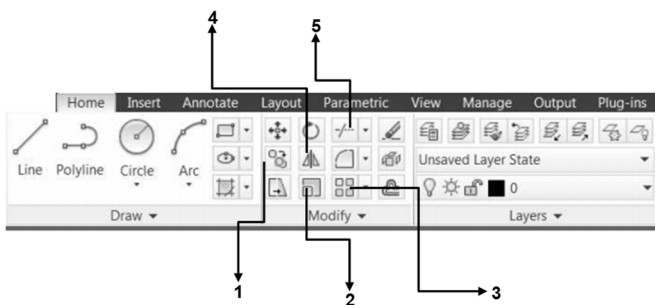 4
5
Home Insert Annotate Layout Parametric View Manage Output Plug-ins
Line Polyline Circle Arc
Unsaved Layer State
0
Draw Modify Layers
1
2
3